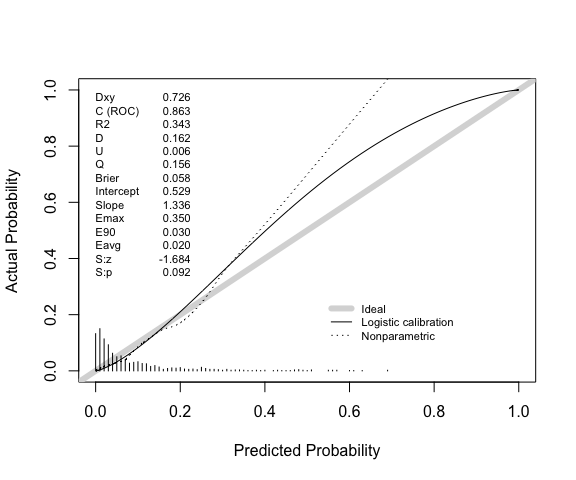 Dxy 0.726
C (ROC) 0.863
R2 0.343
D 0.162
U 0.006
Q 0.156
Brier 0.058
Intercept 0.529
Slope 1.336
Emax 0.350
E90 0.030
Eavg 0.020
S:z -1.684
S:p 0.092
Ideal
Logistic calibration
Nonparametric
Actual Probability
1.0
0.8
0.6
0.4
0.2
0.0
0.0 0.2 0.4 0.6 0.8 1.0
Predicted Probability